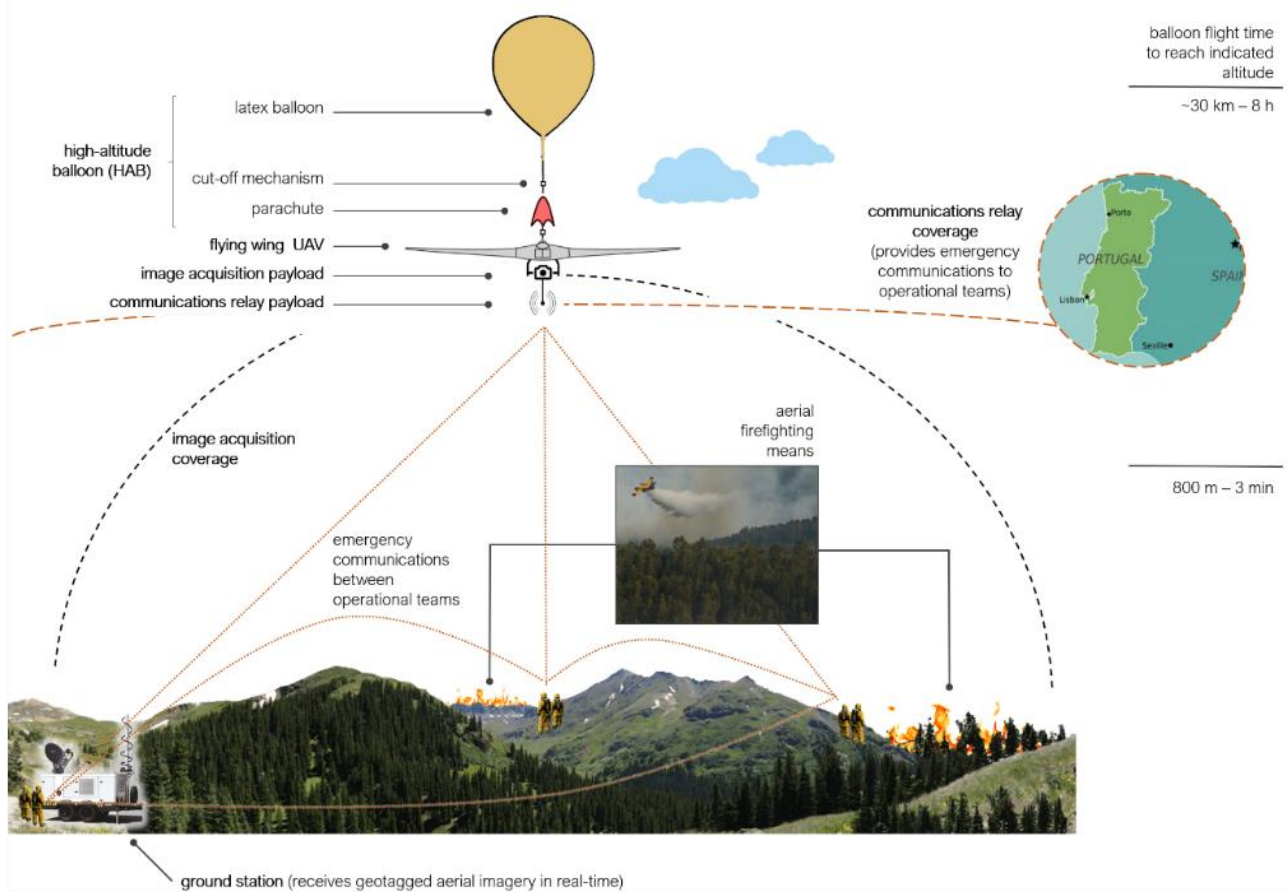 balloon flight time
to reach indicated
altitude
~30 km – 8 h
latex balloon
high-altitude
balloon (HAB)
cut-off mechanism
parachute
flying wing UAV
image acquisition payload
communications relay payload
communications relay
coverage
(provides emergency
communications to
operational teams)
Porto
PORTUGAL
SPAI
Lisbon
Seville
image acquisition
coverage
aerial
firefighting
means
800 m – 3 min
emergency
communications
between
operational teams
ground station (receives geotagged aerial imagery in real-time)